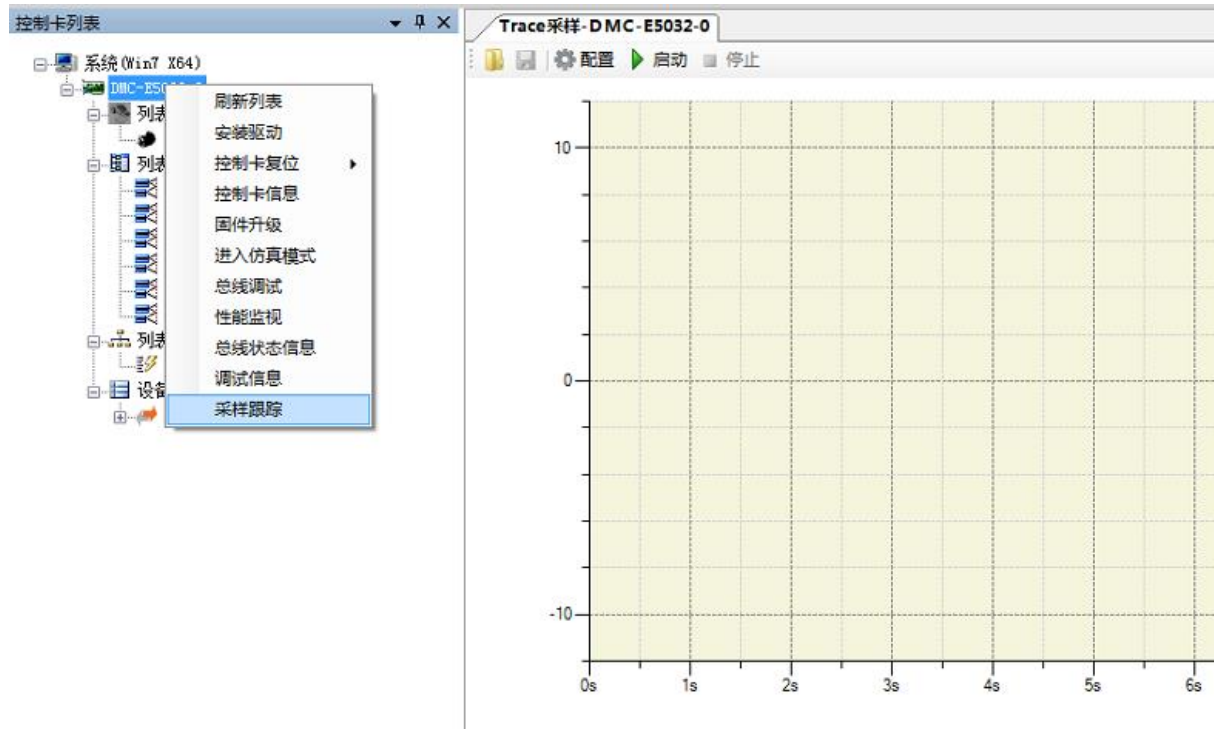 控制卡列表
系统(Win7 X64)
列表
列表
列表
刷新列表
安装驱动
控制卡复位
控制卡信息
固件升级
进入仿真模式
总线调试
性能监视
总线状态信息
调试信息
采样跟踪
Trace采样-DMC-E5032-0
配置 启动 停止
10
0
-10
0s 1s 2s 3s 4s 5s 6s